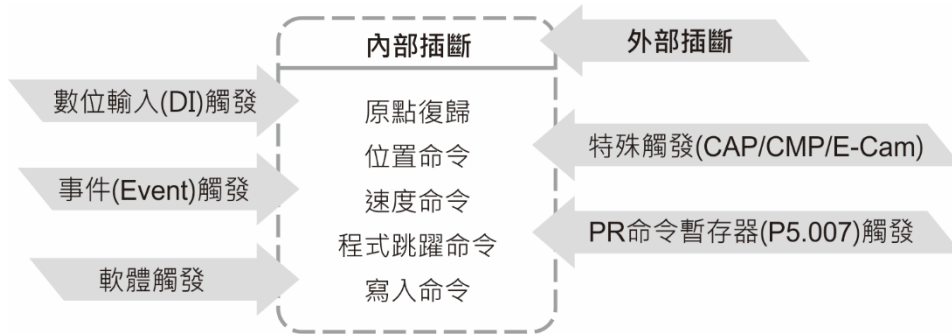 內部插斷
外部插斷
數位輸入(DI)觸發
原點復歸
位置命令
特殊觸發(CAP/CMP/E-Cam)
事件(Event)觸發
速度命令
PR命令暫存器(P5.007)觸發
程式跳躍命令
軟體觸發
寫入命令